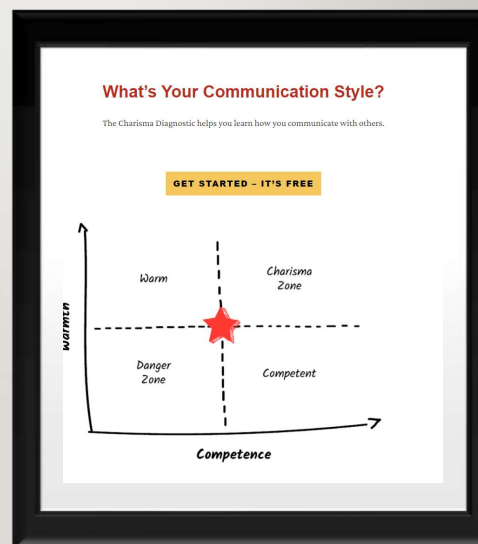 What's Your Communication Style?
The Charisma Diagnostic helps you learn how you communicate with others.
GET STARTED – IT'S FREE
Warm
Charisma
Zone
Warmth
Danger
Zone
Competent
Competence